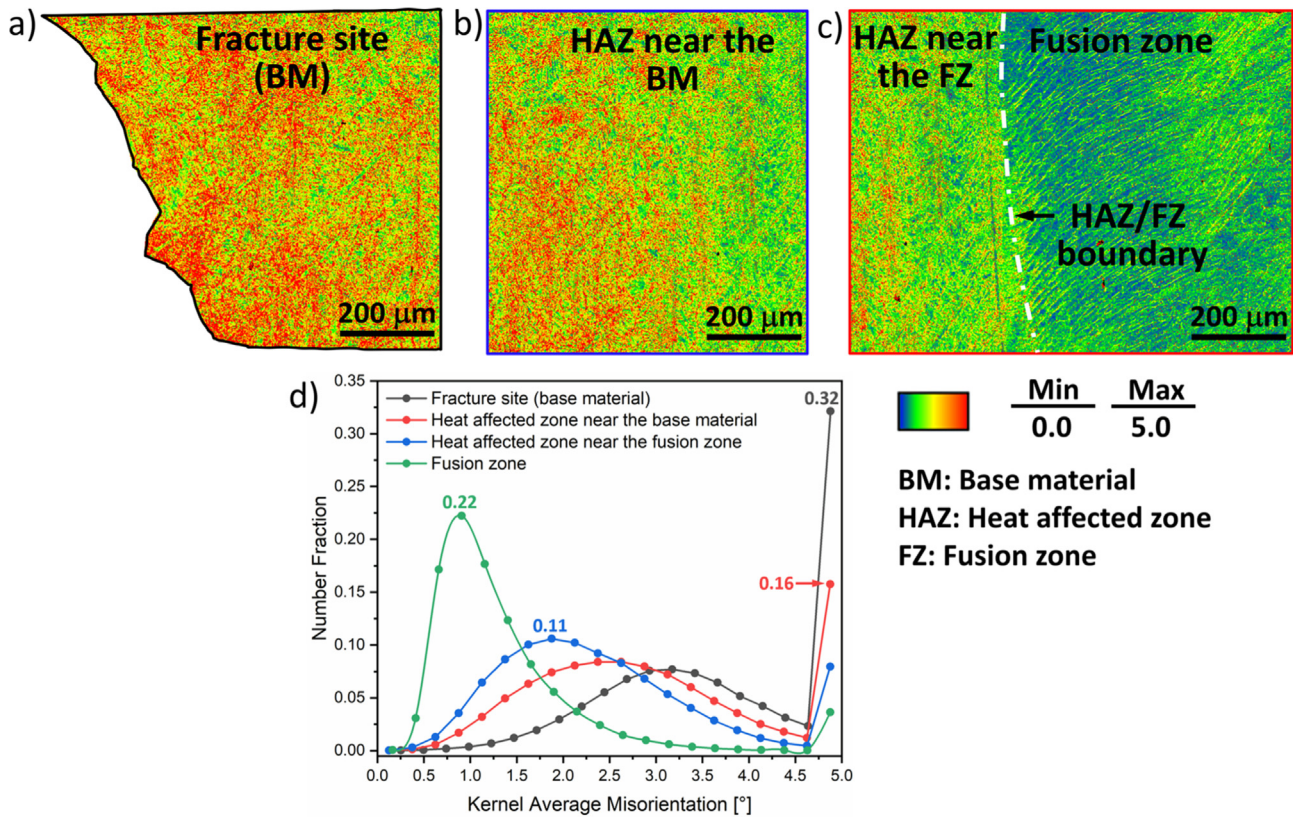 a)
Fracture site
(BM)
200 μm
b)
HAZ near the
BM
200 μm
c)
HAZ near
the FZ
Fusion zone
HAZ/FZ
boundary
200 μm
d)
Number Fraction
0.35
0.30
0.25
0.20
0.15
0.10
0.05
0.00
Fracture site (base material)
Heat affected zone near the base material
Heat affected zone near the fusion zone
Fusion zone
0.22
0.11
0.16
0.32
0.0 0.5 1.0 1.5 2.0 2.5 3.0 3.5 4.0 4.5 5.0
Kernel Average Misorientation [°]
Min Max
0.0 5.0
BM: Base material
HAZ: Heat affected zone
FZ: Fusion zone